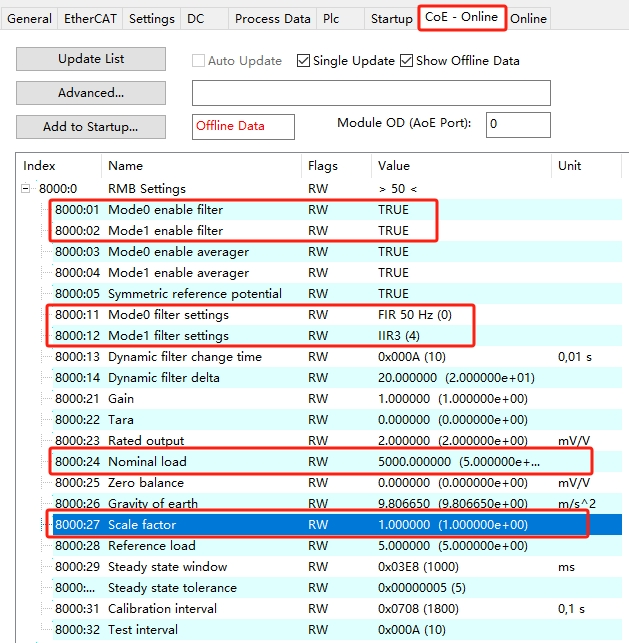 General EtherCAT Settings DC Process Data Plc Startup CoE - Online Online
Update List Auto Update Single Update Show Offline Data
Advanced...
Add to Startup... Offline Data Module OD (AoE Port): 0
Index Name Flags Value Unit
8000:0 RMB Settings RW > 50 <
8000:01 Mode0 enable filter RW TRUE
8000:02 Mode1 enable filter RW TRUE
8000:03 Mode0 enable averager RW TRUE
8000:04 Mode1 enable averager RW TRUE
8000:05 Symmetric reference potential RW TRUE
8000:11 Mode0 filter settings RW FIR 50 Hz (0)
8000:12 Mode1 filter settings RW IIR3 (4)
8000:13 Dynamic filter change time RW 0x000A (10) 0,01 s
8000:14 Dynamic filter delta RW 20.000000 (2.000000e+01)
8000:21 Gain RW 1.000000 (1.000000e+00)
8000:22 Tara RW 0.000000 (0.000000e+00)
8000:23 Rated output RW 2.000000 (2.000000e+00) mV/V
8000:24 Nominal load RW 5000.000000 (5.000000e+...
8000:25 Zero balance RW 0.000000 (0.000000e+00) mV/V
8000:26 Gravity of earth RW 9.806650 (9.806650e+00) m/s^2
8000:27 Scale factor RW 1.000000 (1.000000e+00)
8000:28 Reference load RW 5.000000 (5.000000e+00)
8000:29 Steady state window RW 0x03E8 (1000) ms
8000:... Steady state tolerance RW 0x00000005 (5)
8000:31 Calibration interval RW 0x0708 (1800) 0,1 s
8000:32 Test interval RW 0x000A (10)